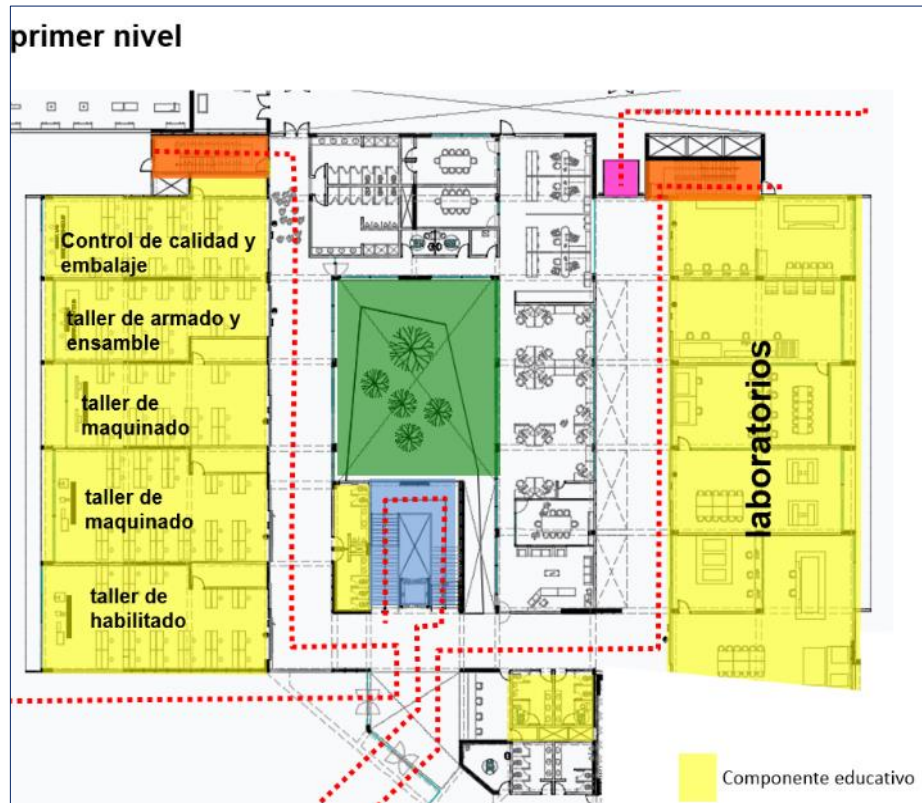 primer nivel
Control de calidad y
embalaje
taller de armado y
ensamble
taller de
maquinado
taller de
maquinado
taller de
habilitado
laboratorios
Componente educativo